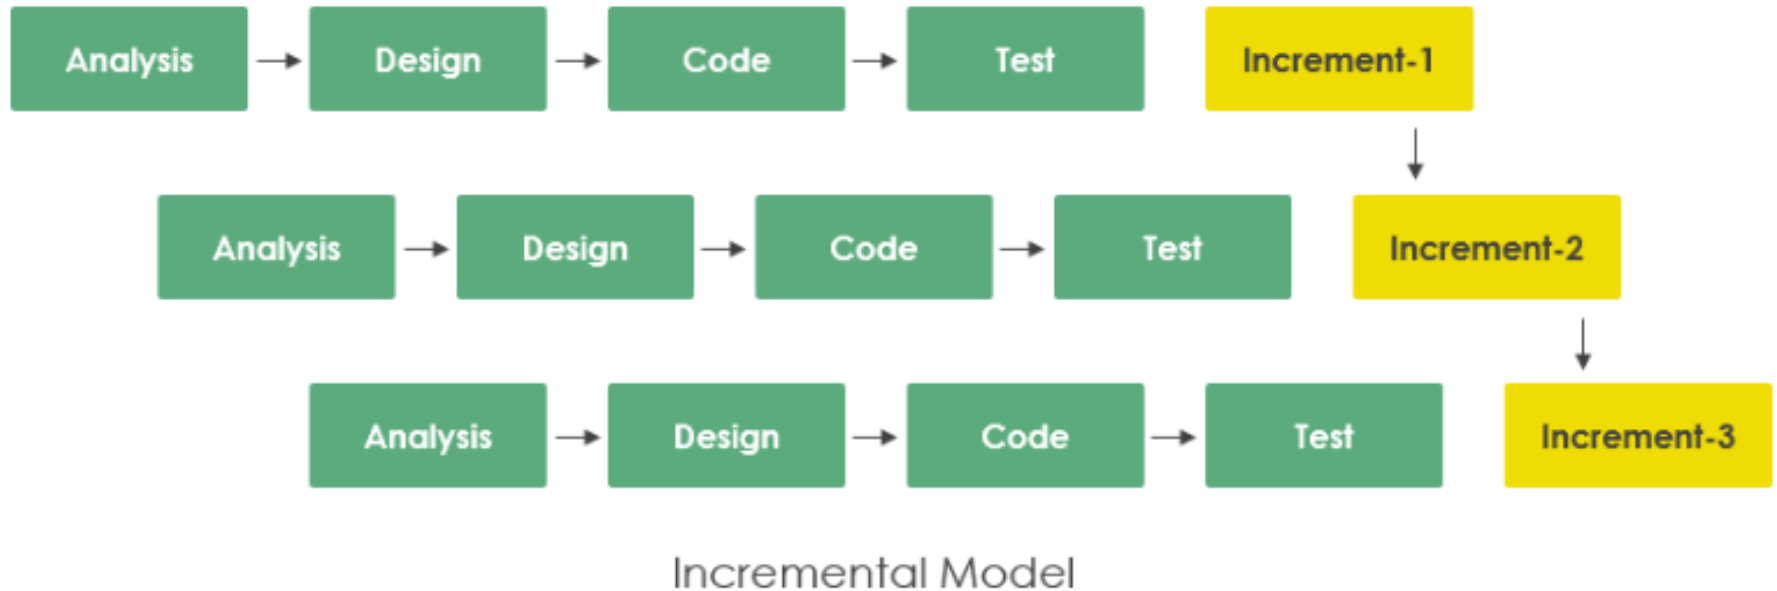 Analysis Design Code Test Increment-1
Analysis Design Code Test Increment-2
Analysis Design Code Test Increment-3
Incremental Model